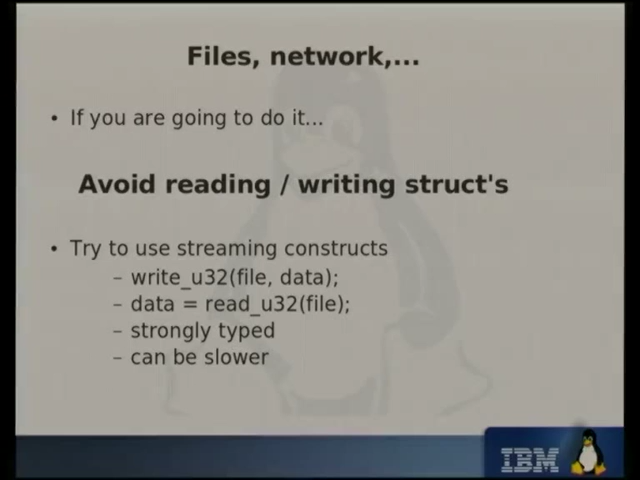 Files, network,...
• If you are going to do it...
Avoid reading / writing struct's
• Try to use streaming constructs
– write_u32(file, data);
– data = read_u32(file);
– strongly typed
– can be slower
IBM